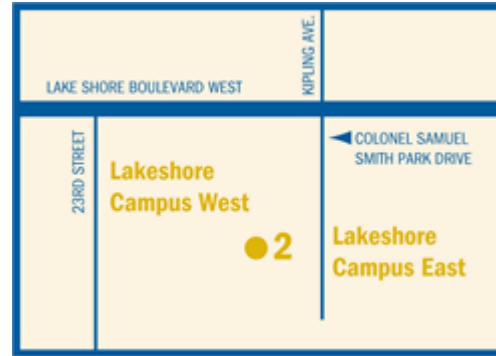 KIPLING AVE.
LAKE SHORE BOULEVARD WEST
23RD STREET
COLONEL SAMUEL
SMITH PARK DRIVE
Lakeshore
Campus West
2
Lakeshore
Campus East